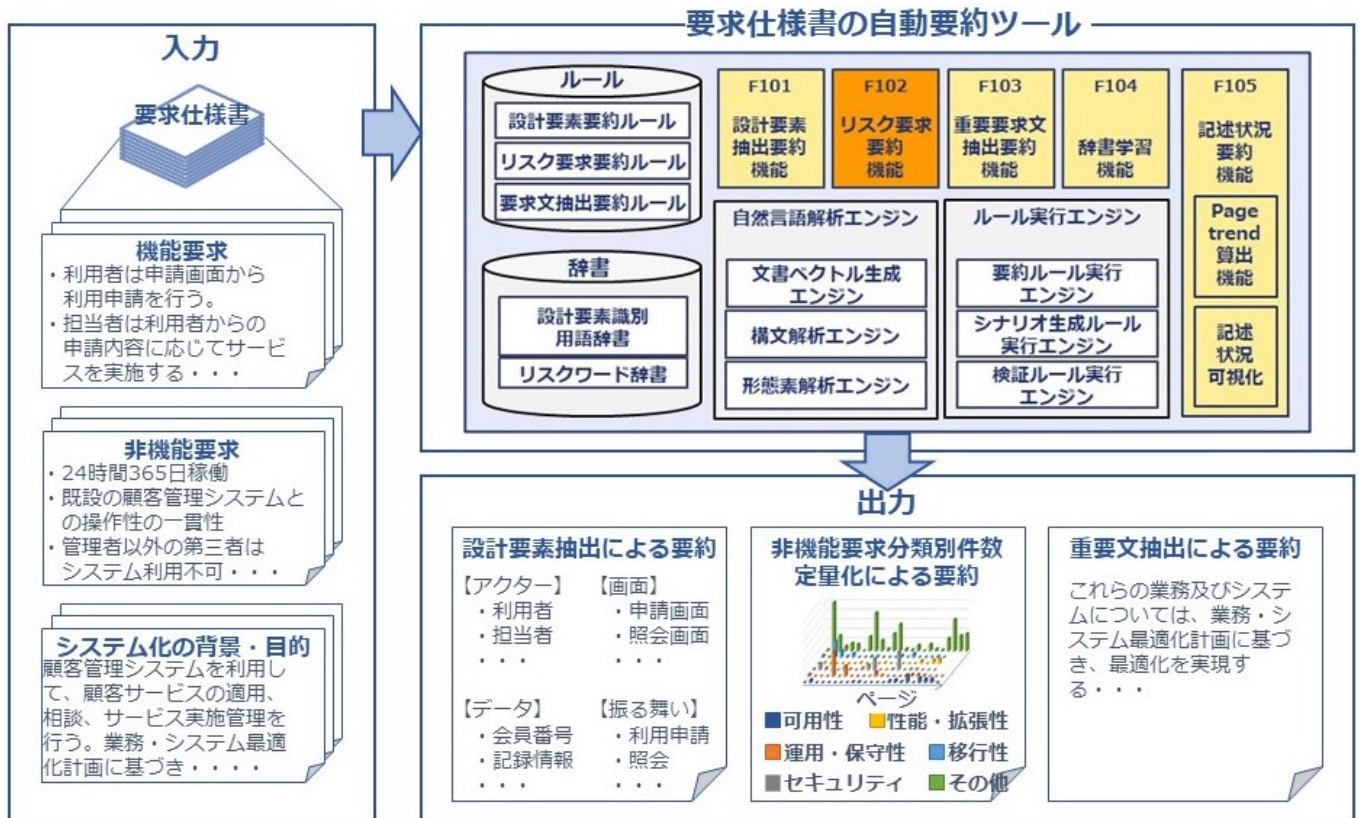 入力
要求仕様書
機能要求
・利用者は申請画面から
利用申請を行う。
・担当者は利用者からの
申請内容に応じてサービ
スを実施する・・・
非機能要求
・24時間365日稼働
・既設の顧客管理システムと
の操作性の一貫性
・管理者以外の第三者は
システム利用不可・・・
システム化の背景・目的
顧客管理システムを利用し
て、顧客サービスの適用、
相談、サービス実施管理を
行う。業務・システム最適
化計画に基づき・・・・
要求仕様書の自動要約ツール
ルール
設計要素要約ルール
リスク要求要約ルール
要求文抽出要約ルール
辞書
設計要素識別
用語辞書
リスクワード辞書
F101
設計要素
抽出要約
機能
F102
リスク要求
要約
機能
F103
重要要求文
抽出要約
機能
F104
辞書学習
機能
F105
記述状況
要約
機能
Page
trend
算出
機能
記述
状況
可視化
自然言語解析エンジン
文書ベクトル生成
エンジン
構文解析エンジン
形態素解析エンジン
ルール実行エンジン
要約ルール実行
エンジン
シナリオ生成ルール
実行エンジン
検証ルール実行
エンジン
出力
設計要素抽出による要約
【アクター】
・利用者
・担当者
・・・
【画面】
・申請画面
・照会画面
・・・
【データ】
・会員番号
・記録情報
・・・
【振る舞い】
・利用申請
・照会
・・・
非機能要求分類別件数
定量化による要約
ページ
可用性 性能・拡張性
運用・保守性 移行性
セキュリティ その他
重要文抽出による要約
これらの業務及びシステ
ムについては、業務・シ
ステム最適化計画に基づ
き、最適化を実現す
る・・・